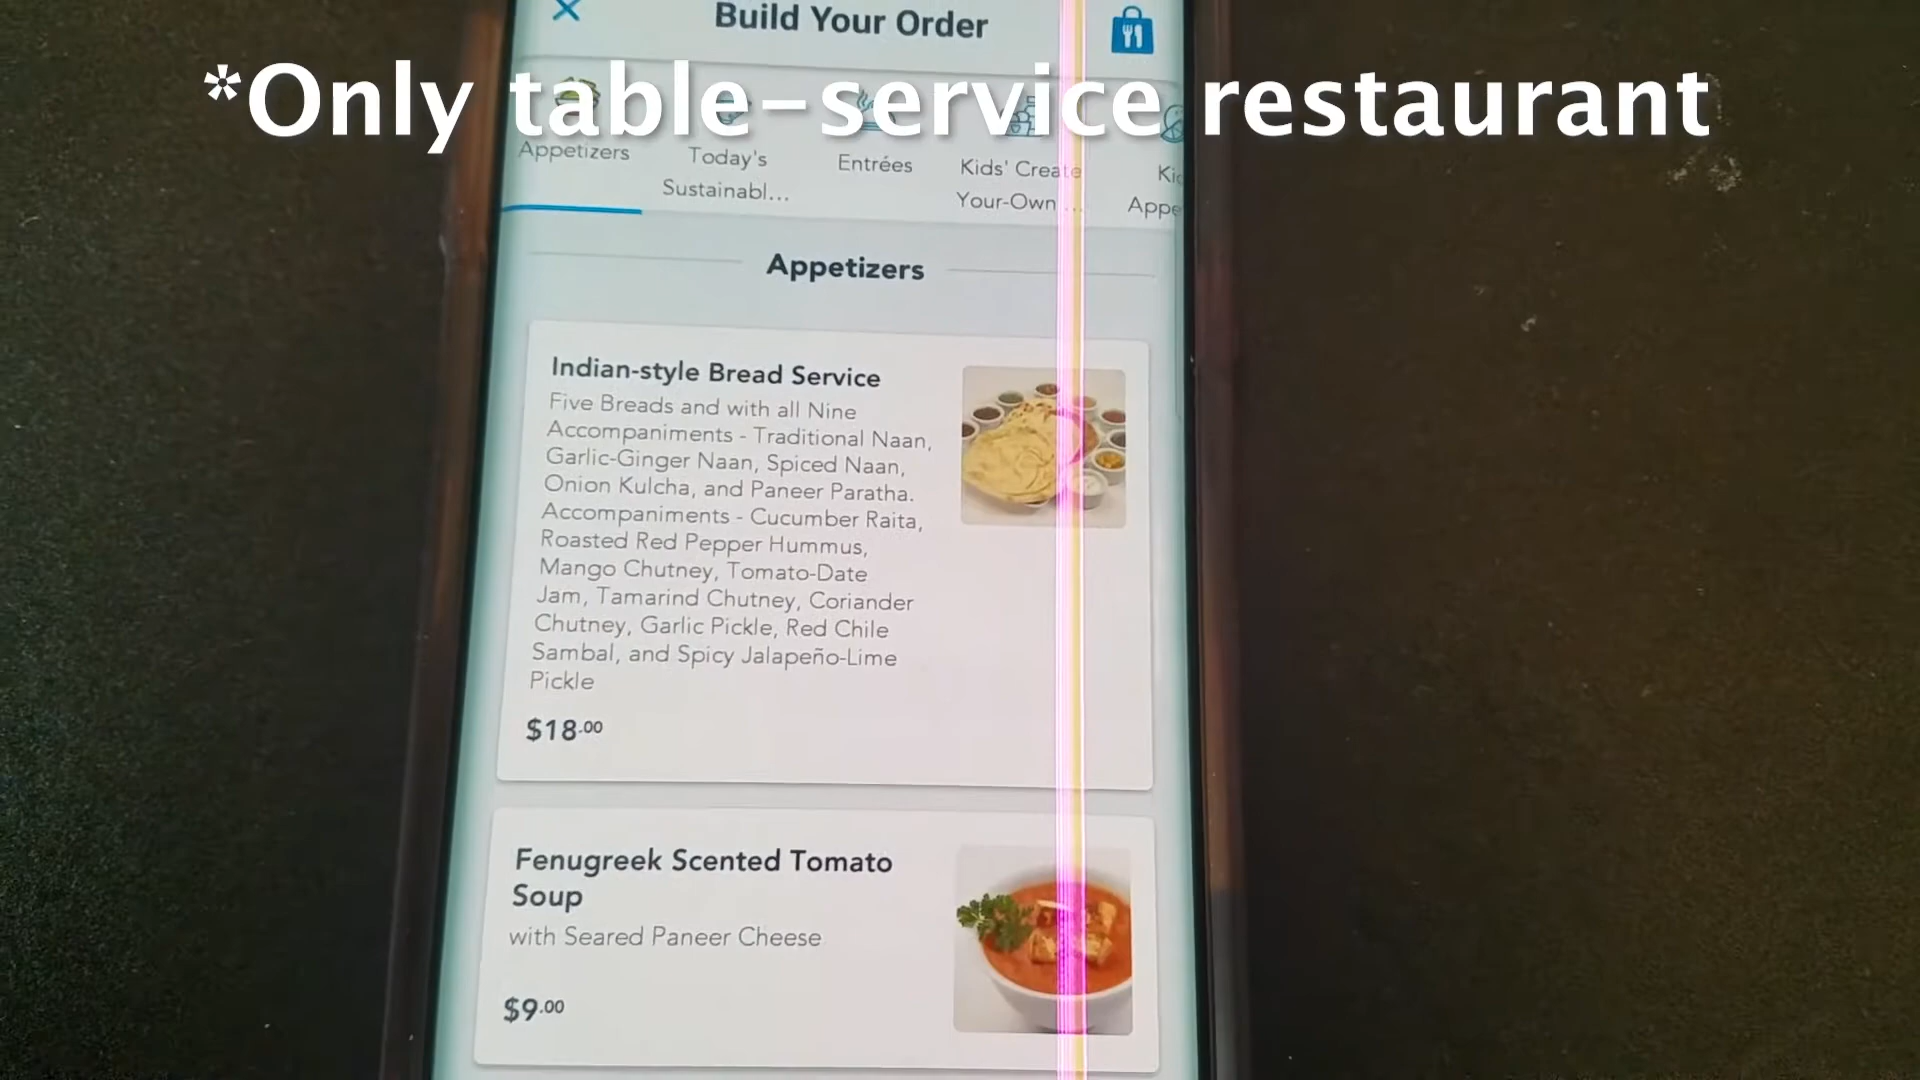 Build Your Order
*Only table-service restaurant
Appetizers
Today's
Sustainabl...
Entrées
Kids' Create
Your-Own ...
Appetizers
Indian-style Bread Service
Five Breads and with all Nine
Accompaniments - Traditional Naan,
Garlic-Ginger Naan, Spiced Naan,
Onion Kulcha, and Paneer Paratha.
Accompaniments - Cucumber Raita,
Roasted Red Pepper Hummus,
Mango Chutney, Tomato-Date
Jam, Tamarind Chutney, Coriander
Chutney, Garlic Pickle, Red Chile
Sambal, and Spicy Jalapeño-Lime
Pickle
$18.00
Fenugreek Scented Tomato
Soup
with Seared Paneer Cheese
$9.00